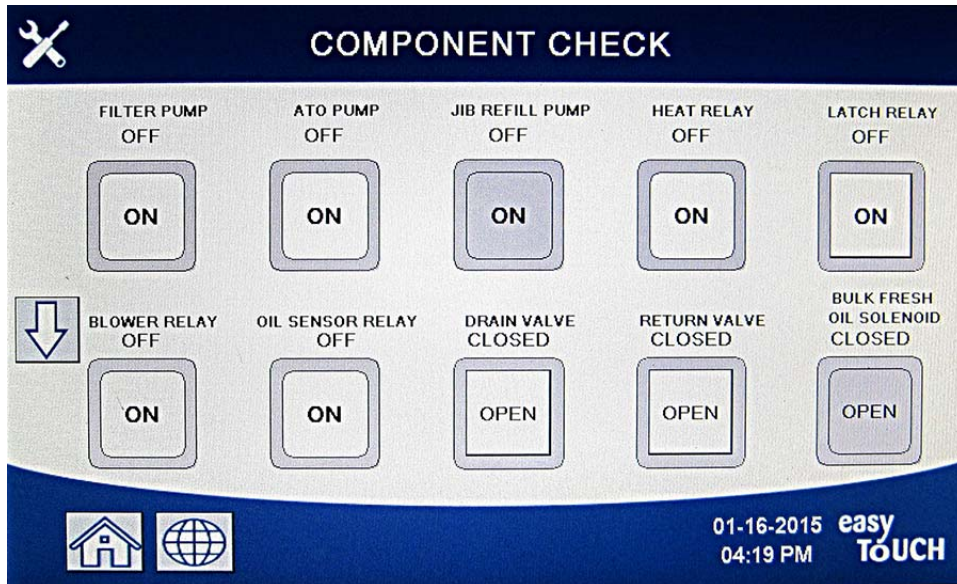 COMPONENT CHECK
FILTER PUMP
OFF
ON
ATO PUMP
OFF
ON
JIB REFILL PUMP
OFF
ON
HEAT RELAY
OFF
ON
LATCH RELAY
OFF
ON
BLOWER RELAY
OFF
ON
OIL SENSOR RELAY
OFF
ON
DRAIN VALVE
CLOSED
OPEN
RETURN VALVE
CLOSED
OPEN
BULK FRESH
OIL SOLENOID
CLOSED
OPEN
01-16-2015
04:19 PM
easy
TOUCH